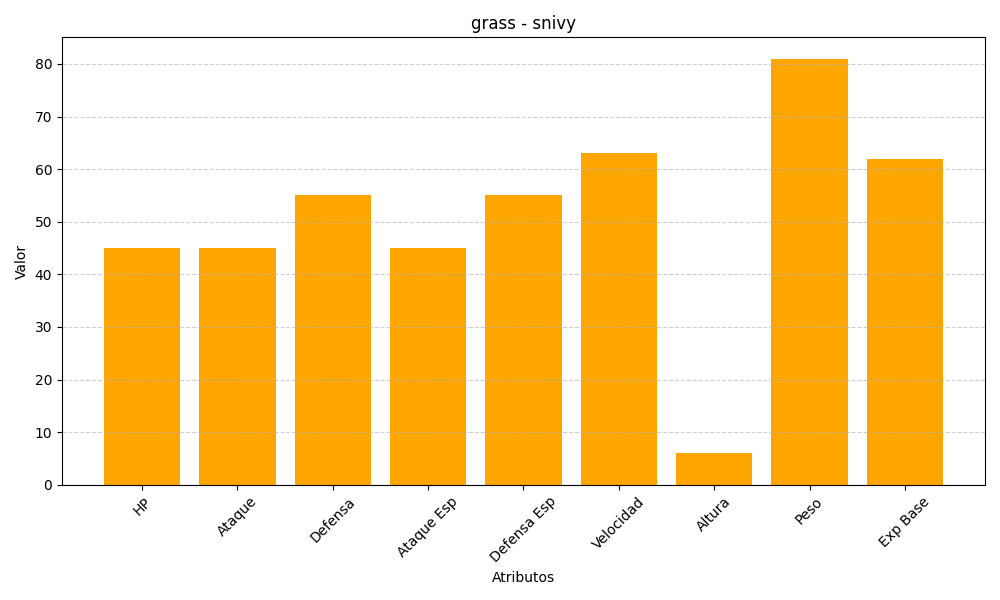 grass - snivy
Valor
80
70
60
50
40
30
20
10
0
HP
Ataque
Defensa
Ataque Esp
Defensa Esp
Velocidad
Altura
Peso
Exp Base
Atributos